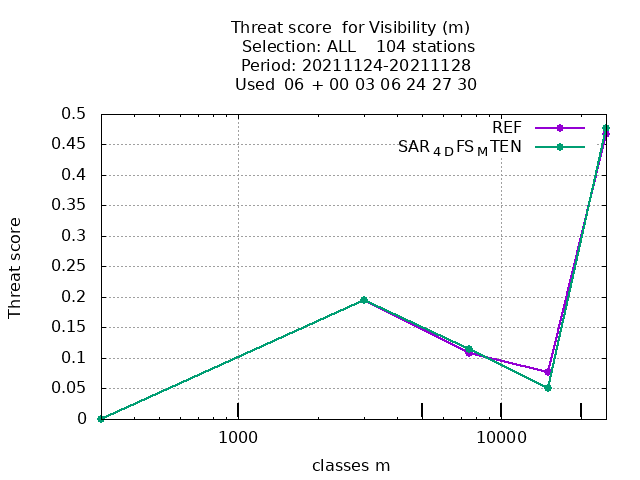 Threat score  for Visibility (m)
Selection: ALL    104 stations
Period: 20211124-20211128
Used  06 + 00 03 06 24 27 30
REF
SAR4DFSMTEN
0.5
0.45
0.4
0.35
0.3
0.25
0.2
0.15
0.1
0.05
0
Threat score
1000
10000
classes m